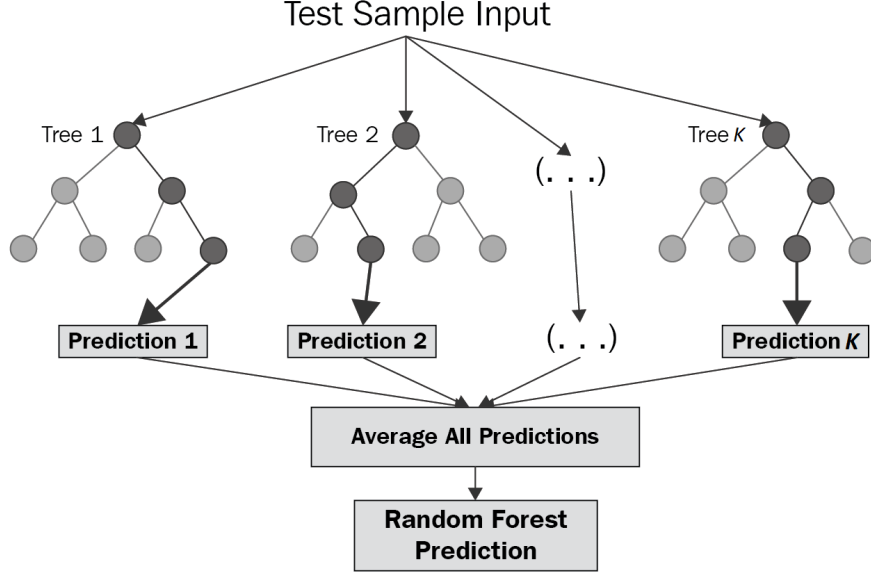 Test Sample Input
Tree 1
Tree 2
Tree K
(. . .)
Prediction 1
Prediction 2
(. . .)
Prediction K
Average All Predictions
Random Forest
Prediction